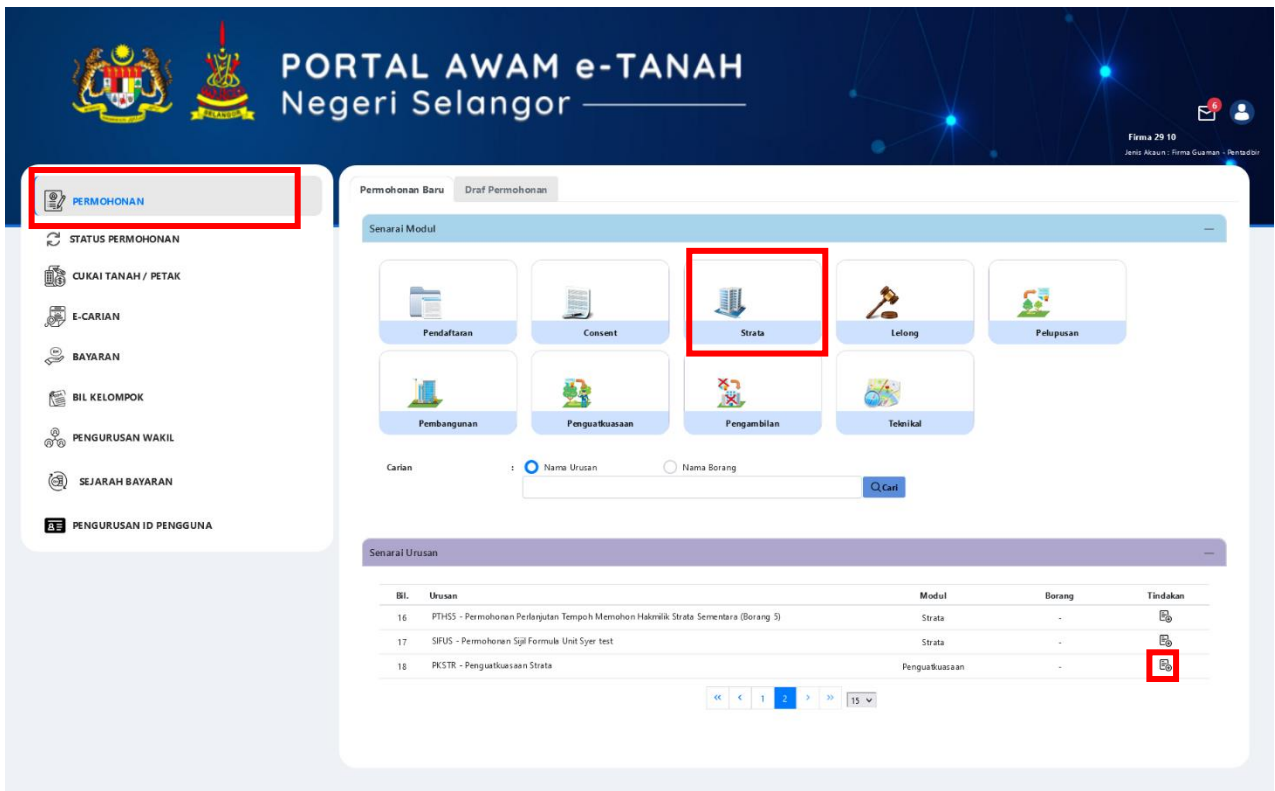 PORTAL AWAM e-TANAH
Negeri Selangor
SELANGOR
6
Firma 29 10
Jenis Akaun : Firma Guaman - Pentadbir
PERMOHONAN
STATUS PERMOHONAN
CUKAI TANAH / PETAK
E-CARIAN
BAYARAN
BIL KELOMPOK
PENGURUSAN WAKIL
SEJARAH BAYARAN
PENGURUSAN ID PENGGUNA
Permohonan Baru Draf Permohonan
Senarai Modul
Pendaftaran Consent Strata Lelong Pelupusan
Pembangunan Penguatkuasaan Pengambilan Teknikal
Carian : Nama Urusan Nama Borang
Cari
Senarai Urusan
Bil. Urusan Modul Borang Tindakan
16 PTHS5 - Permohonan Perlanjutan Tempoh Memohon Hakmilik Strata Sementara (Borang 5) Strata -
17 SIFUS - Permohonan Sijil Formula Unit Syer test Strata -
18 PKSTR - Penguatkuasaan Strata Penguatkuasaan -
« ‹ 1 2 › » 15